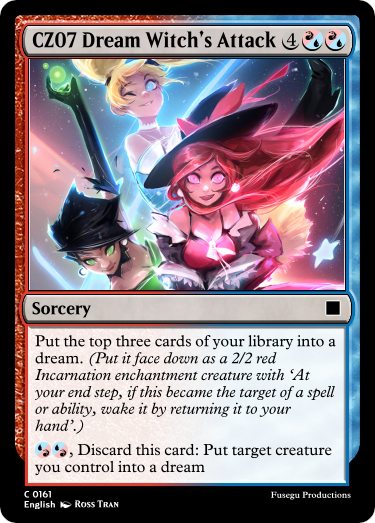 CZ07 Dream Witch's Attack 4
Sorcery
Put the top three cards of your library into a
dream. (Put it face down as a 2/2 red
Incarnation enchantment creature with ‘At
your end step, if this became the target of a spell
or ability, wake it by returning it to your
hand’.)
, Discard this card: Put target creature
you control into a dream
C 0161
English Ross Tran
Fusegu Productions